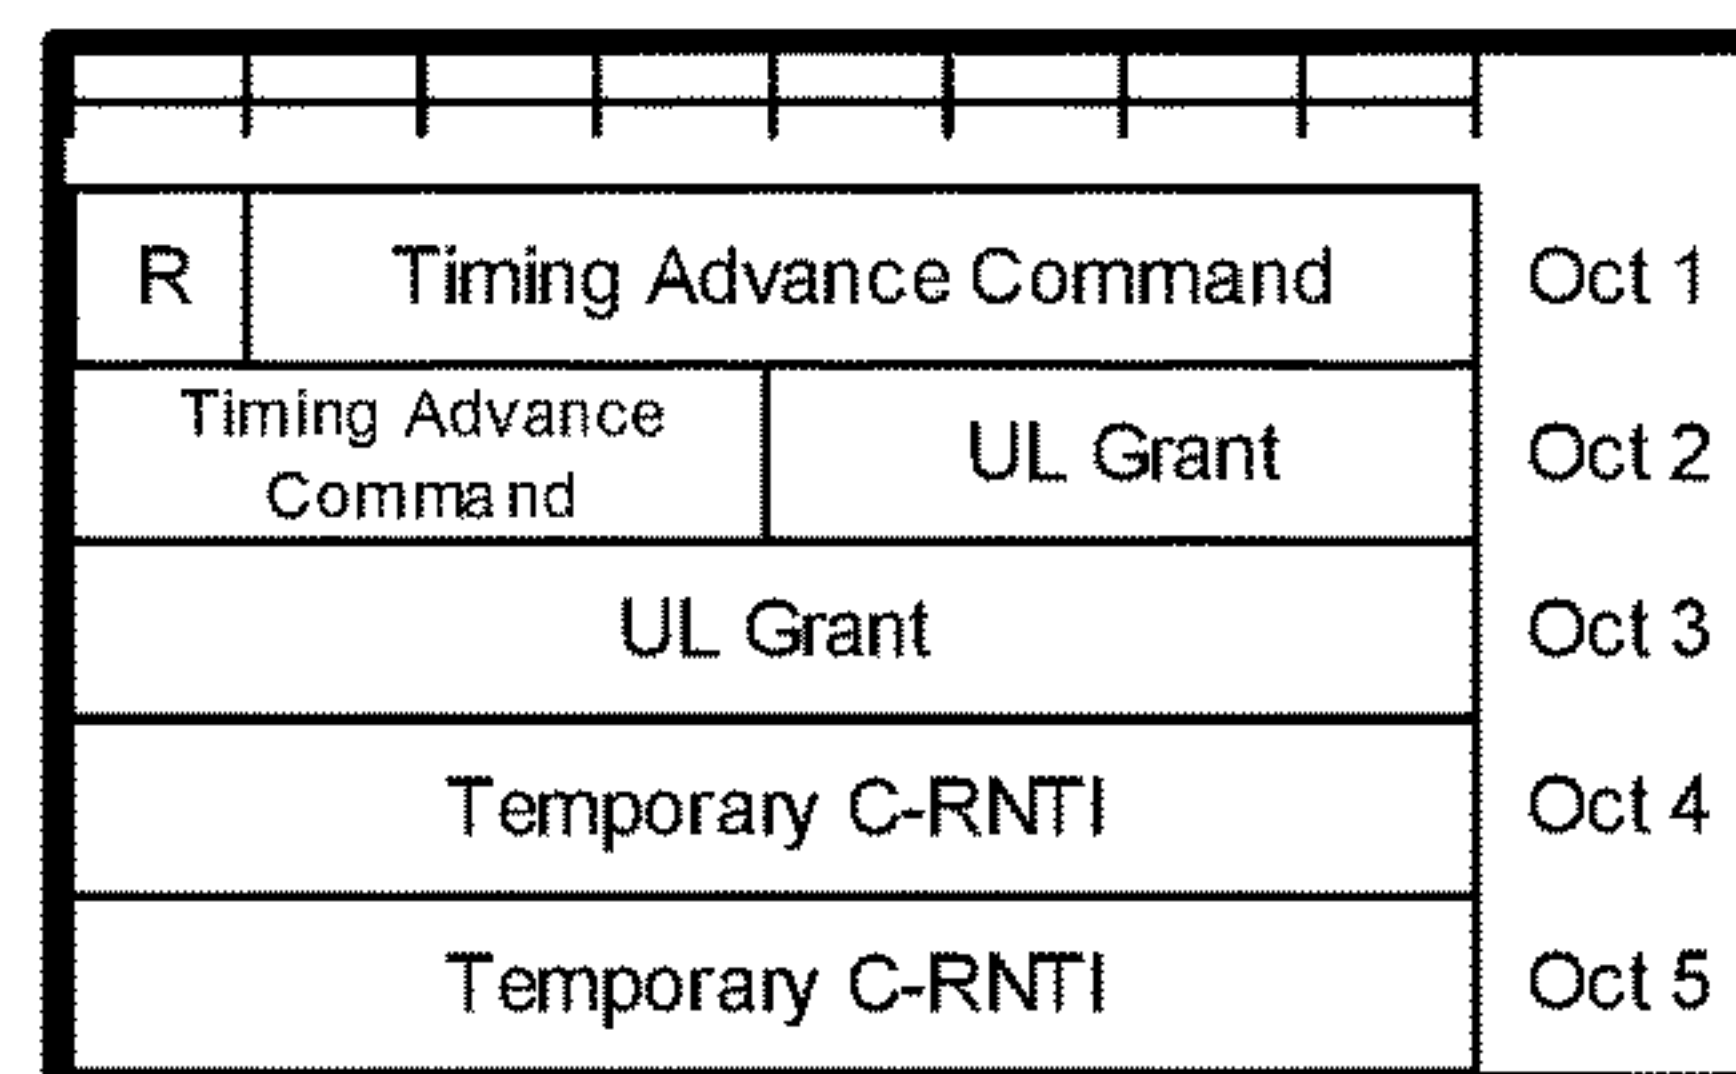 R Timing Advance Command Oct 1
Timing Advance
Command UL Grant Oct 2
UL Grant Oct 3
Temporary C-RNTI Oct 4
Temporary C-RNTI Oct 5